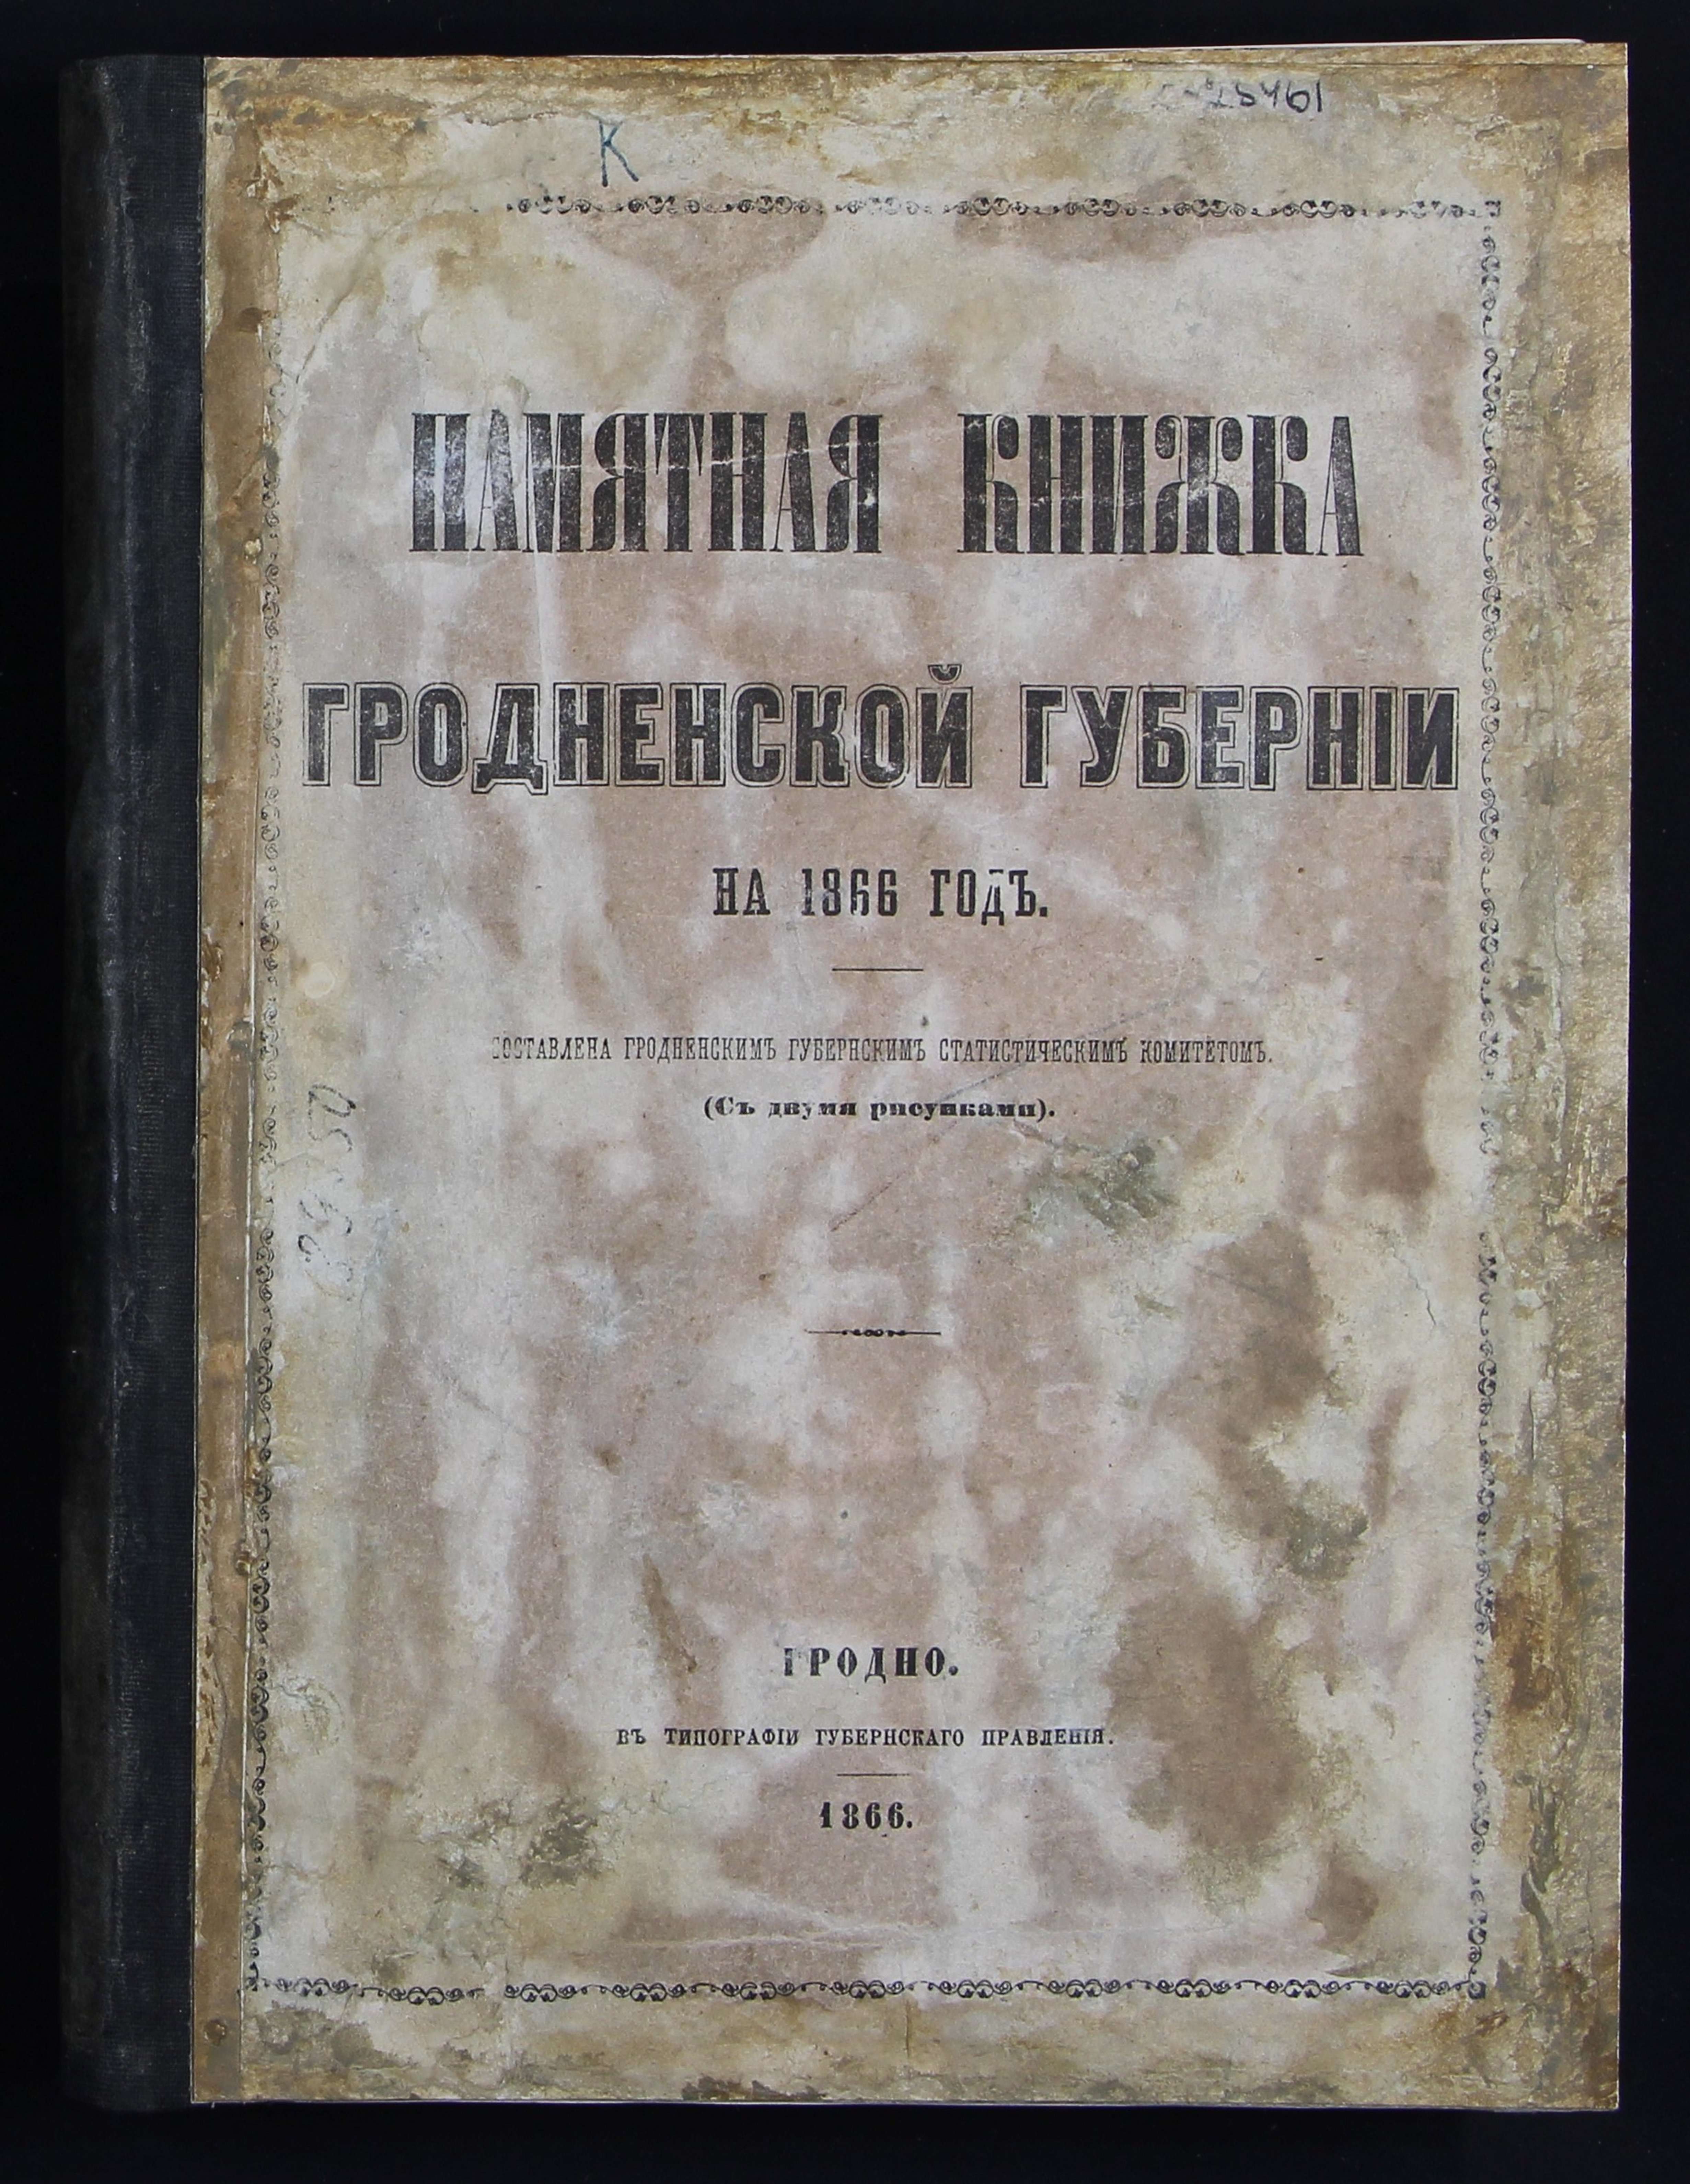 К
ПАМЯТНАЯ КНИЖКА
ГРОДНЕНСКОЙ ГУБЕРНІИ
НА 1866 ГОДЪ.
СОСТАВЛЕНА ГРОДНЕНСКИМЪ ГУБЕРНСКИМЪ СТАТИСТИЧЕСКИМЪ КОМИТЕТОМЪ.
(Съ двумя рисунками).
ГРОДНО.
ВЪ ТИПОГРАФІИ ГУБЕРНСКАГО ПРАВЛЕНІЯ.
1866.